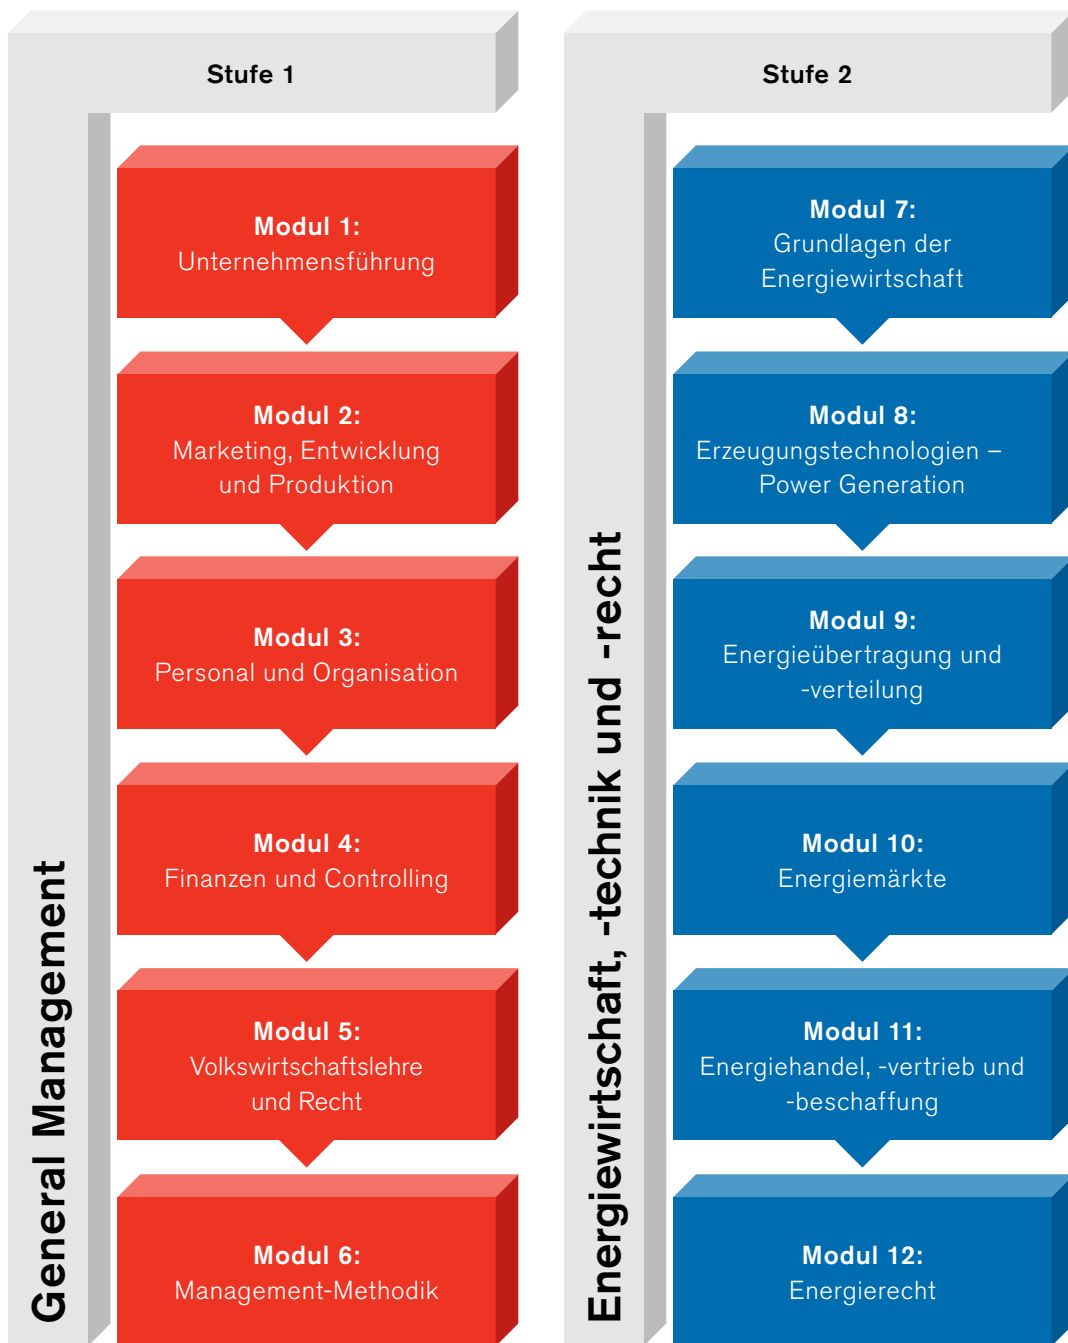 Stufe 1
General Management
Modul 1:
Unternehmensführung
Modul 2:
Marketing, Entwicklung
und Produktion
Modul 3:
Personal und Organisation
Modul 4:
Finanzen und Controlling
Modul 5:
Volkswirtschaftslehre
und Recht
Modul 6:
Management-Methodik
Stufe 2
Energiewirtschaft, -technik und -recht
Modul 7:
Grundlagen der
Energiewirtschaft
Modul 8:
Erzeugungstechnologien –
Power Generation
Modul 9:
Energieübertragung und
-verteilung
Modul 10:
Energiemärkte
Modul 11:
Energiehandel, -vertrieb und
-beschaffung
Modul 12:
Energierecht